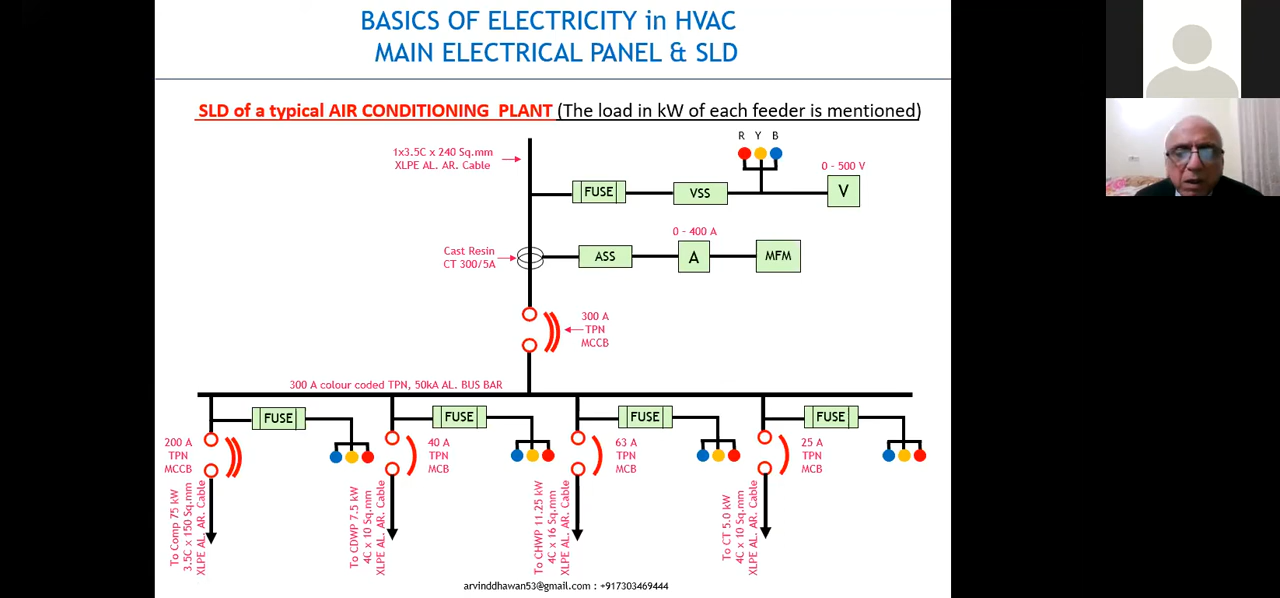 BASICS OF ELECTRICITY in HVAC
MAIN ELECTRICAL PANEL & SLD
SLD of a typical AIR CONDITIONING PLANT (The load in kW of each feeder is mentioned)
1x3.5C x 240 Sq.mm
XLPE AL. AR. Cable
R Y B
FUSE
VSS
0 - 500 V
V
Cast Resin
CT 300/5A
ASS
0 - 400 A
A
MFM
300 A
TPN
MCCB
300 A colour coded TPN, 50kA AL. BUS BAR
FUSE
FUSE
FUSE
FUSE
200 A
TPN
MCCB
40 A
TPN
MCB
63 A
TPN
MCB
25 A
TPN
MCB
To Comp 75 kW
3.5C x 150 Sq.mm
XLPE AL. AR. Cable
To CDWP 7.5 kW
4C x 10 Sq.mm
XLPE AL. AR. Cable
To CHWP 11.25 kW
4C x 16 Sq.mm
XLPE AL. AR. Cable
To CT 5.0 kW
4C x 10 Sq.mm
XLPE AL. AR. Cable
arvinddhawan53@gmail.com : +917303469444